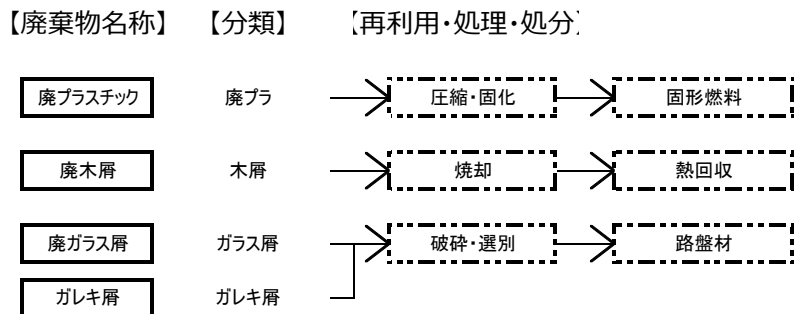 【廃棄物名称】 【分類】 【再利用・処理・処分】
廃プラスチック 廃プラ 圧縮・固化 固形燃料
廃木屑 木屑 焼却 熱回収
廃ガラス屑 ガラス屑 破砕・選別 路盤材
ガレキ屑 ガレキ屑